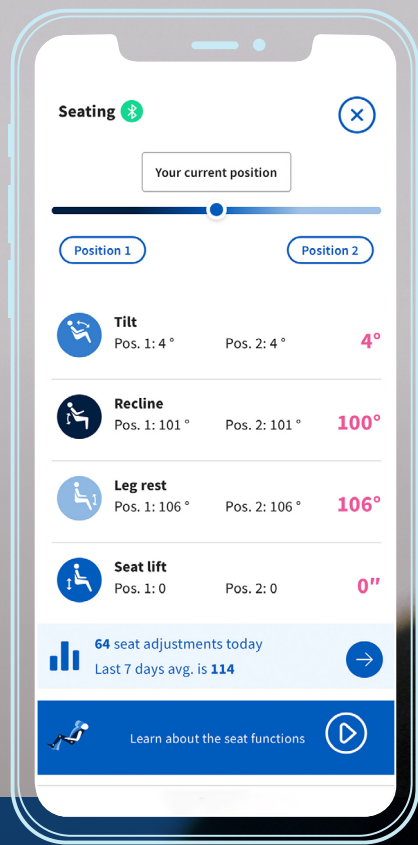 Seating
Your current position
Position 1
Position 2
Tilt
Pos. 1: 4 °
Pos. 2: 4 °
4°
Recline
Pos. 1: 101 °
Pos. 2: 101 °
100°
Leg rest
Pos. 1: 106 °
Pos. 2: 106 °
106°
Seat lift
Pos. 1: 0
Pos. 2: 0
0"
64 seat adjustments today
Last 7 days avg. is 114
Learn about the seat functions